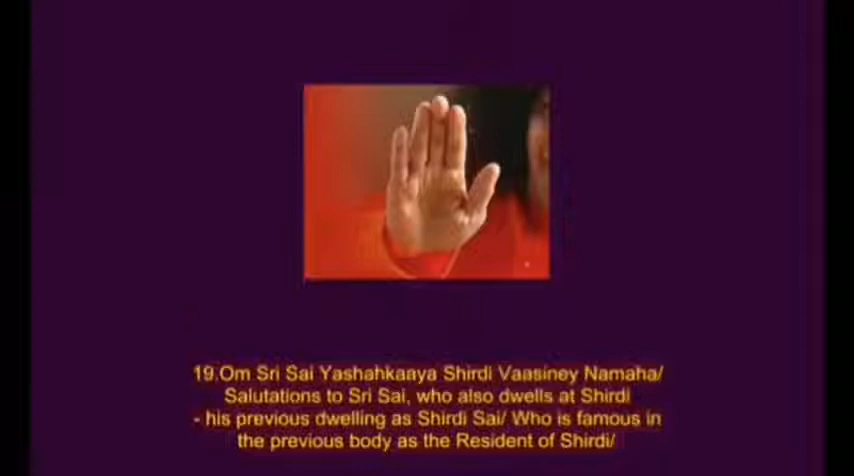 19.Om Sri Sai Yashahkaaya Shirdi Vaasiney Namaha/
Salutations to Sri Sai, who also dwells at Shirdi
- his previous dwelling as Shirdi Sai/ Who is famous in
the previous body as the Resident of Shirdi/